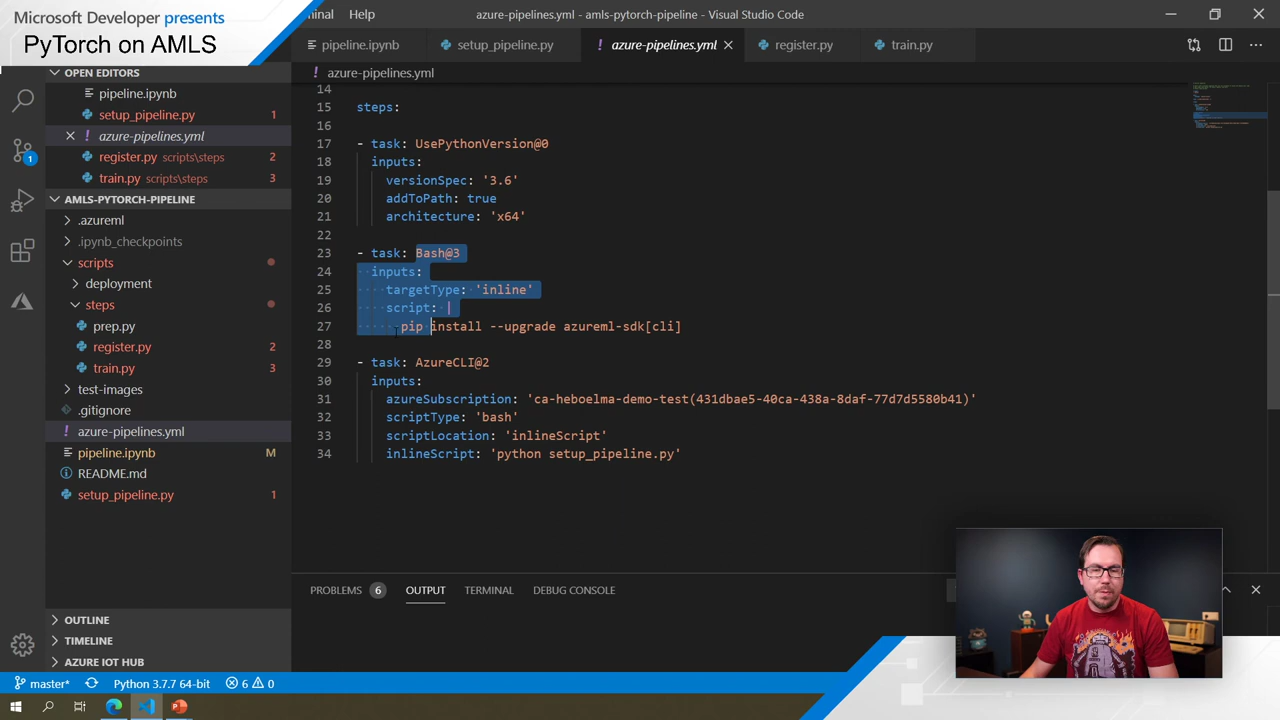 Microsoft Developer presents
PyTorch on AMLS
minal Help
azure-pipelines.yml - amls-pytorch-pipeline - Visual Studio Code
pipeline.ipynb
setup_pipeline.py
! azure-pipelines.yml
register.py
train.py
OPEN EDITORS
pipeline.ipynb
setup_pipeline.py 1
! azure-pipelines.yml
register.py scripts\steps 2
train.py scripts\steps 3
AMLS-PYTORCH-PIPELINE
.azureml
.ipynb_checkpoints
scripts
deployment
steps
prep.py
register.py 2
train.py 3
test-images
.gitignore
! azure-pipelines.yml
pipeline.ipynb M
README.md
setup_pipeline.py 1
OUTLINE
TIMELINE
AZURE IOT HUB
1
! azure-pipelines.yml
14
15 steps:
16
17 - task: UsePythonVersion@0
18 inputs:
19 versionSpec: '3.6'
20 addToPath: true
21 architecture: 'x64'
22
23 - task: Bash@3
24 inputs:
25 targetType: 'inline'
26 script: |
27 pip install --upgrade azureml-sdk[cli]
28
29 - task: AzureCLI@2
30 inputs:
31 azureSubscription: 'ca-heboelma-demo-test(431dbae5-40ca-438a-8daf-77d7d5580b41)'
32 scriptType: 'bash'
33 scriptLocation: 'inlineScript'
34 inlineScript: 'python setup_pipeline.py'
PROBLEMS 6 OUTPUT TERMINAL DEBUG CONSOLE
master* Python 3.7.7 64-bit 6 0